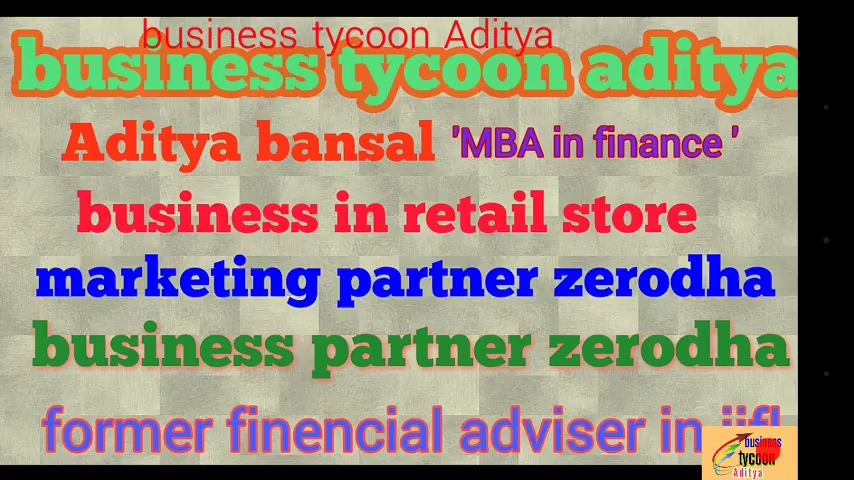 business tycoon Aditya
business tycoon aditya
Aditya bansal 'MBA in finance '
business in retail store
marketing partner zerodha
business partner zerodha
former finencial adviser in iifl
business
tycoon
Aditya